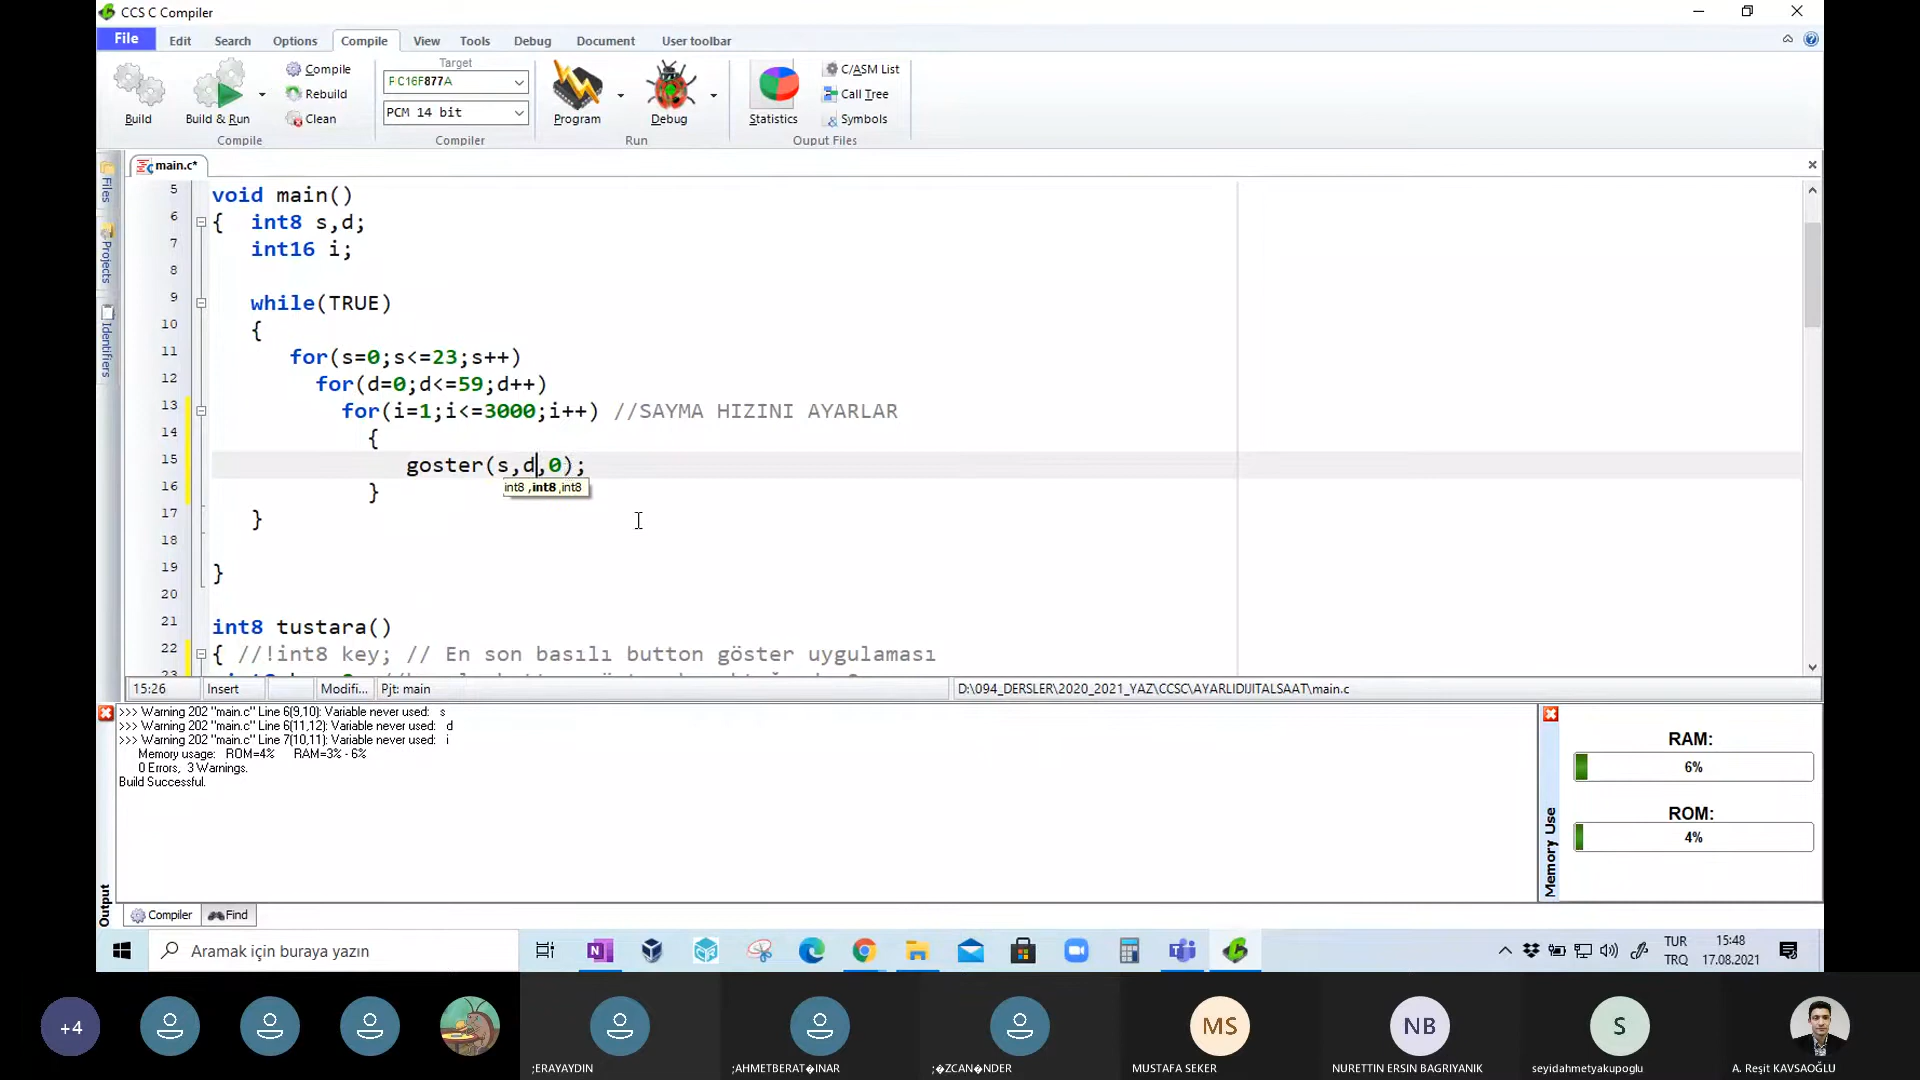 CCS C Compiler
File Edit Search Options Compile View Tools Debug Document User toolbar
Build
Build & Run
Compile
Rebuild
Clean
Compile
Target
PIC16F877A
PCM 14 bit
Compiler
Program
Debug
Run
Statistics
C/ASM List
Call Tree
Symbols
Ouput Files
Files
Projects
Identifiers
main.c*
5 void main()
6 { int8 s,d;
7 int16 i;
8
9 while(TRUE)
10 {
11 for(s=0;s<=23;s++)
12 for(d=0;d<=59;d++)
13 for(i=1;i<=3000;i++) //SAYMA HIZINI AYARLAR
14 {
15 goster(s,d,0);
int8 ,int8 ,int8
16 }
17 }
18
19 }
20
21 int8 tustara()
22 { //!int8 key; // En son basılı button göster uygulaması
23
15:26 Insert Modifi... Pjt: main D:\094_DERSLER\2020_2021_YAZ\CCSC\AYARLIDIJITALSAAT\main.c
>>> Warning 202 "main.c" Line 6(9,10): Variable never used: s
>>> Warning 202 "main.c" Line 6(11,12): Variable never used: d
>>> Warning 202 "main.c" Line 7(10,11): Variable never used: i
Memory usage: ROM=4% RAM=3% - 6%
0 Errors, 3 Warnings.
Build Successful.
Output
Compiler Find
Memory Use
RAM:
6%
ROM:
4%
Aramak için buraya yazın
TUR
TRQ
15:48
17.08.2021
+4
;ERAYAYDIN
;AHMETBERAT�INAR
;�ZCAN�NDER
MS
MUSTAFA SEKER
NB
NURETTIN ERSIN BAGRIYANIK
S
seyidahmetyakupoglu
A. Reşit KAVSAOĞLU